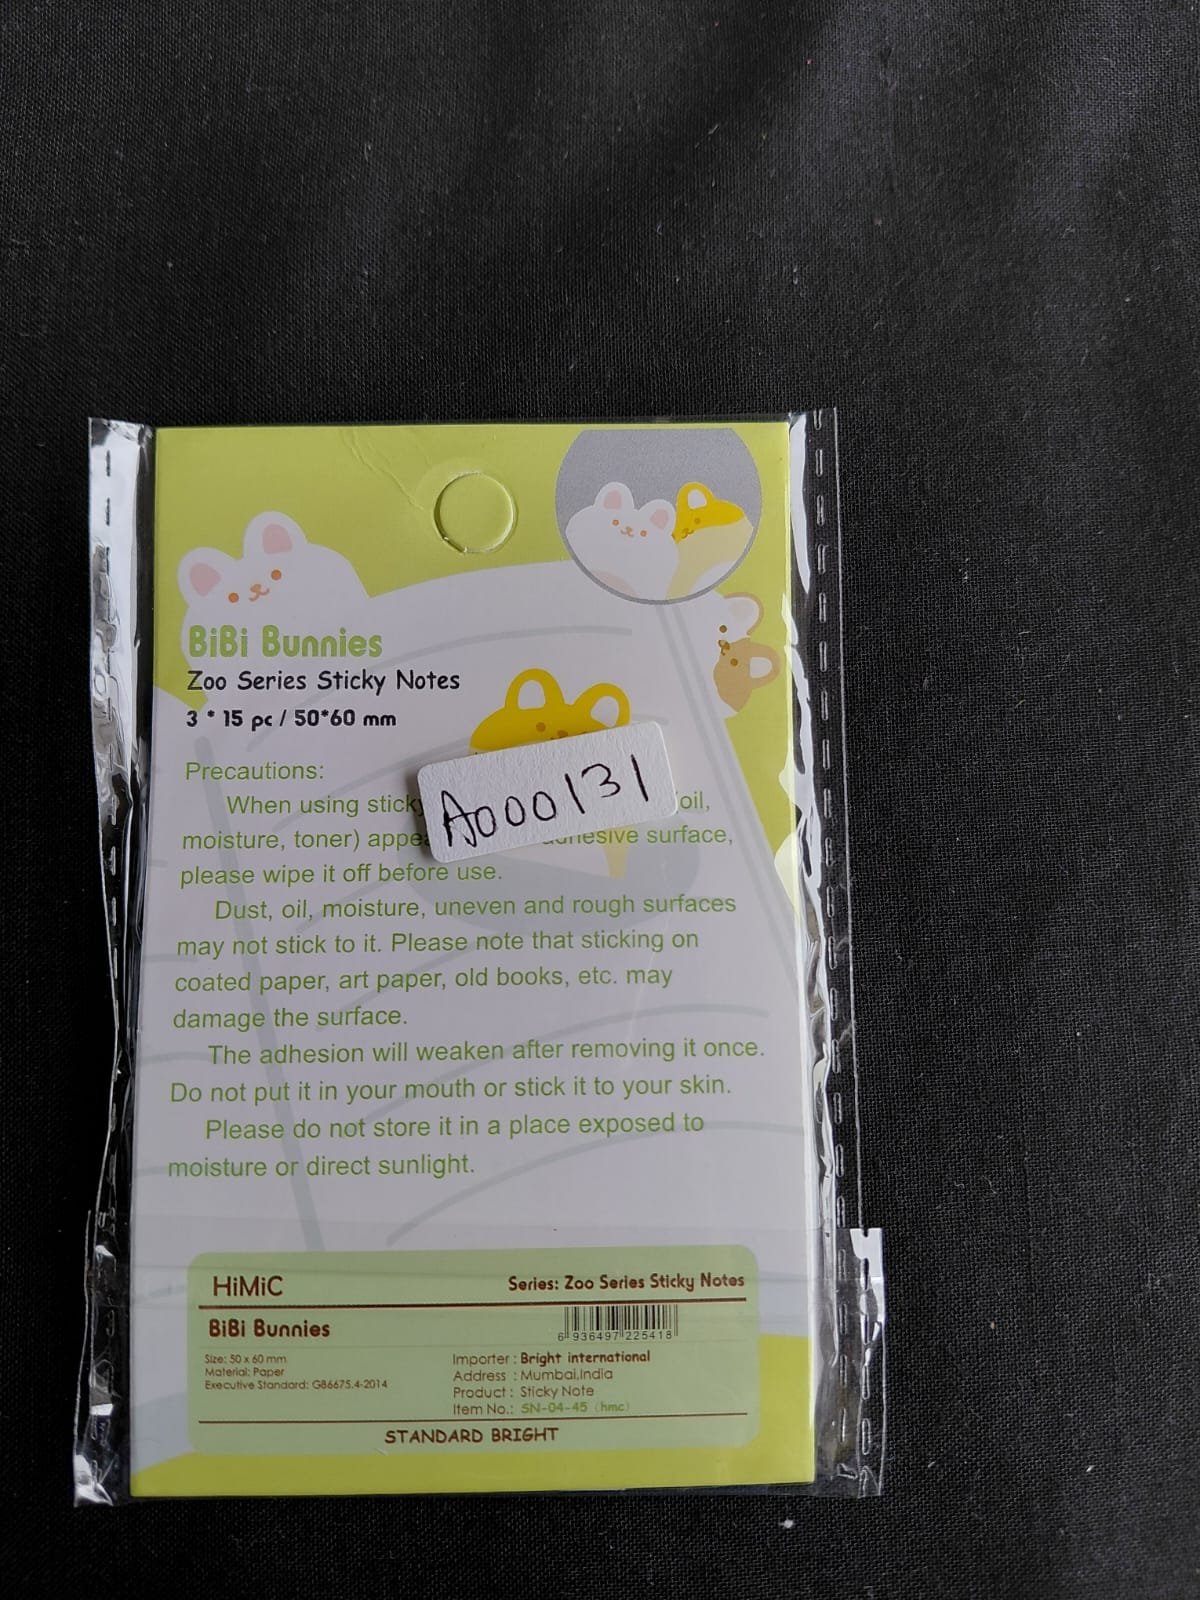 BiBi Bunnies
Zoo Series Sticky Notes
3 * 15 pc / 50*60 mm
Precautions:
When using oil,
A000131
moisture, toner) surface,
please wipe it off before use.
Dust, oil, moisture, uneven and rough surfaces
may not stick to it. Please note that sticking on
coated paper, art paper, old books, etc. may
damage the surface.
The adhesion will weaken after removing it once.
Do not put it in your mouth or stick it to your skin.
Please do not store it in a place exposed to
moisture or direct sunlight.
HiMiC
Series: Zoo Series Sticky Notes
BiBi Bunnies
6 936497 225418
Size: 50 x 60 mm
Material: Paper
Executive Standard: GB6675.4-2014
Importer : Bright international
Address : Mumbai,India
Product : Sticky Note
Item No.: SN-04-45 (hmc)
STANDARD BRIGHT